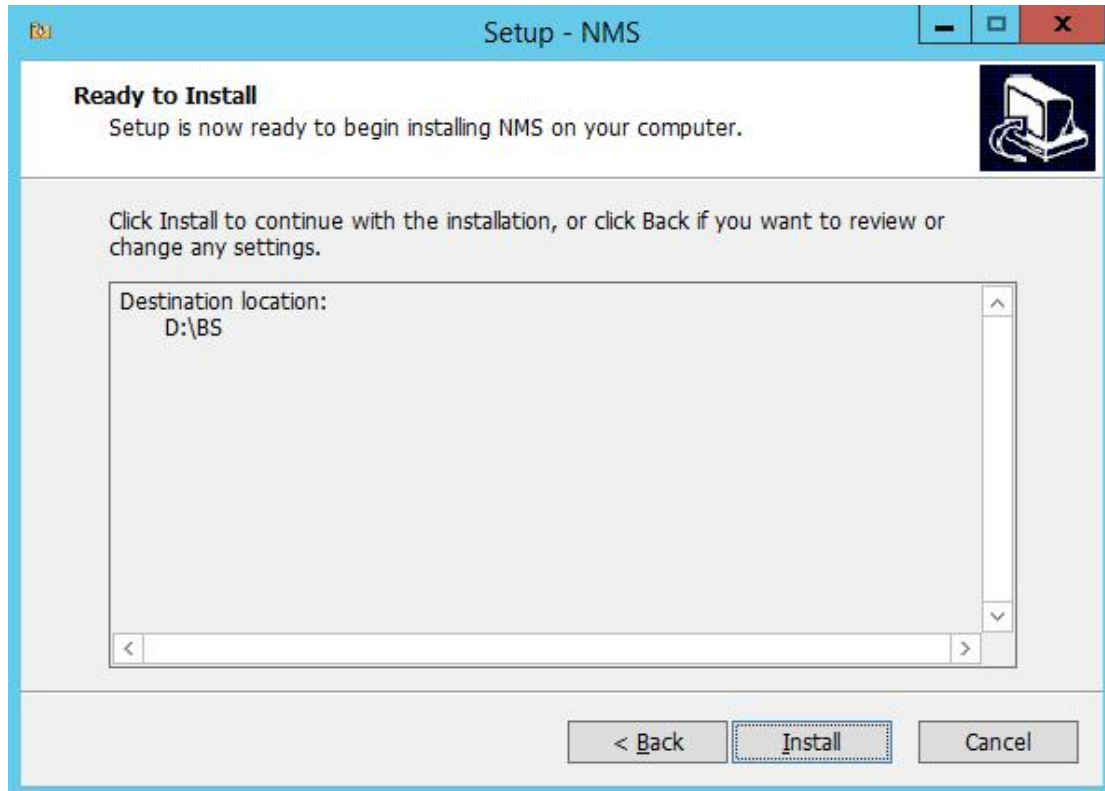 Setup - NMS
Ready to Install
Setup is now ready to begin installing NMS on your computer.
Click Install to continue with the installation, or click Back if you want to review or
change any settings.
Destination location:
D:\BS
< Back
Install
Cancel